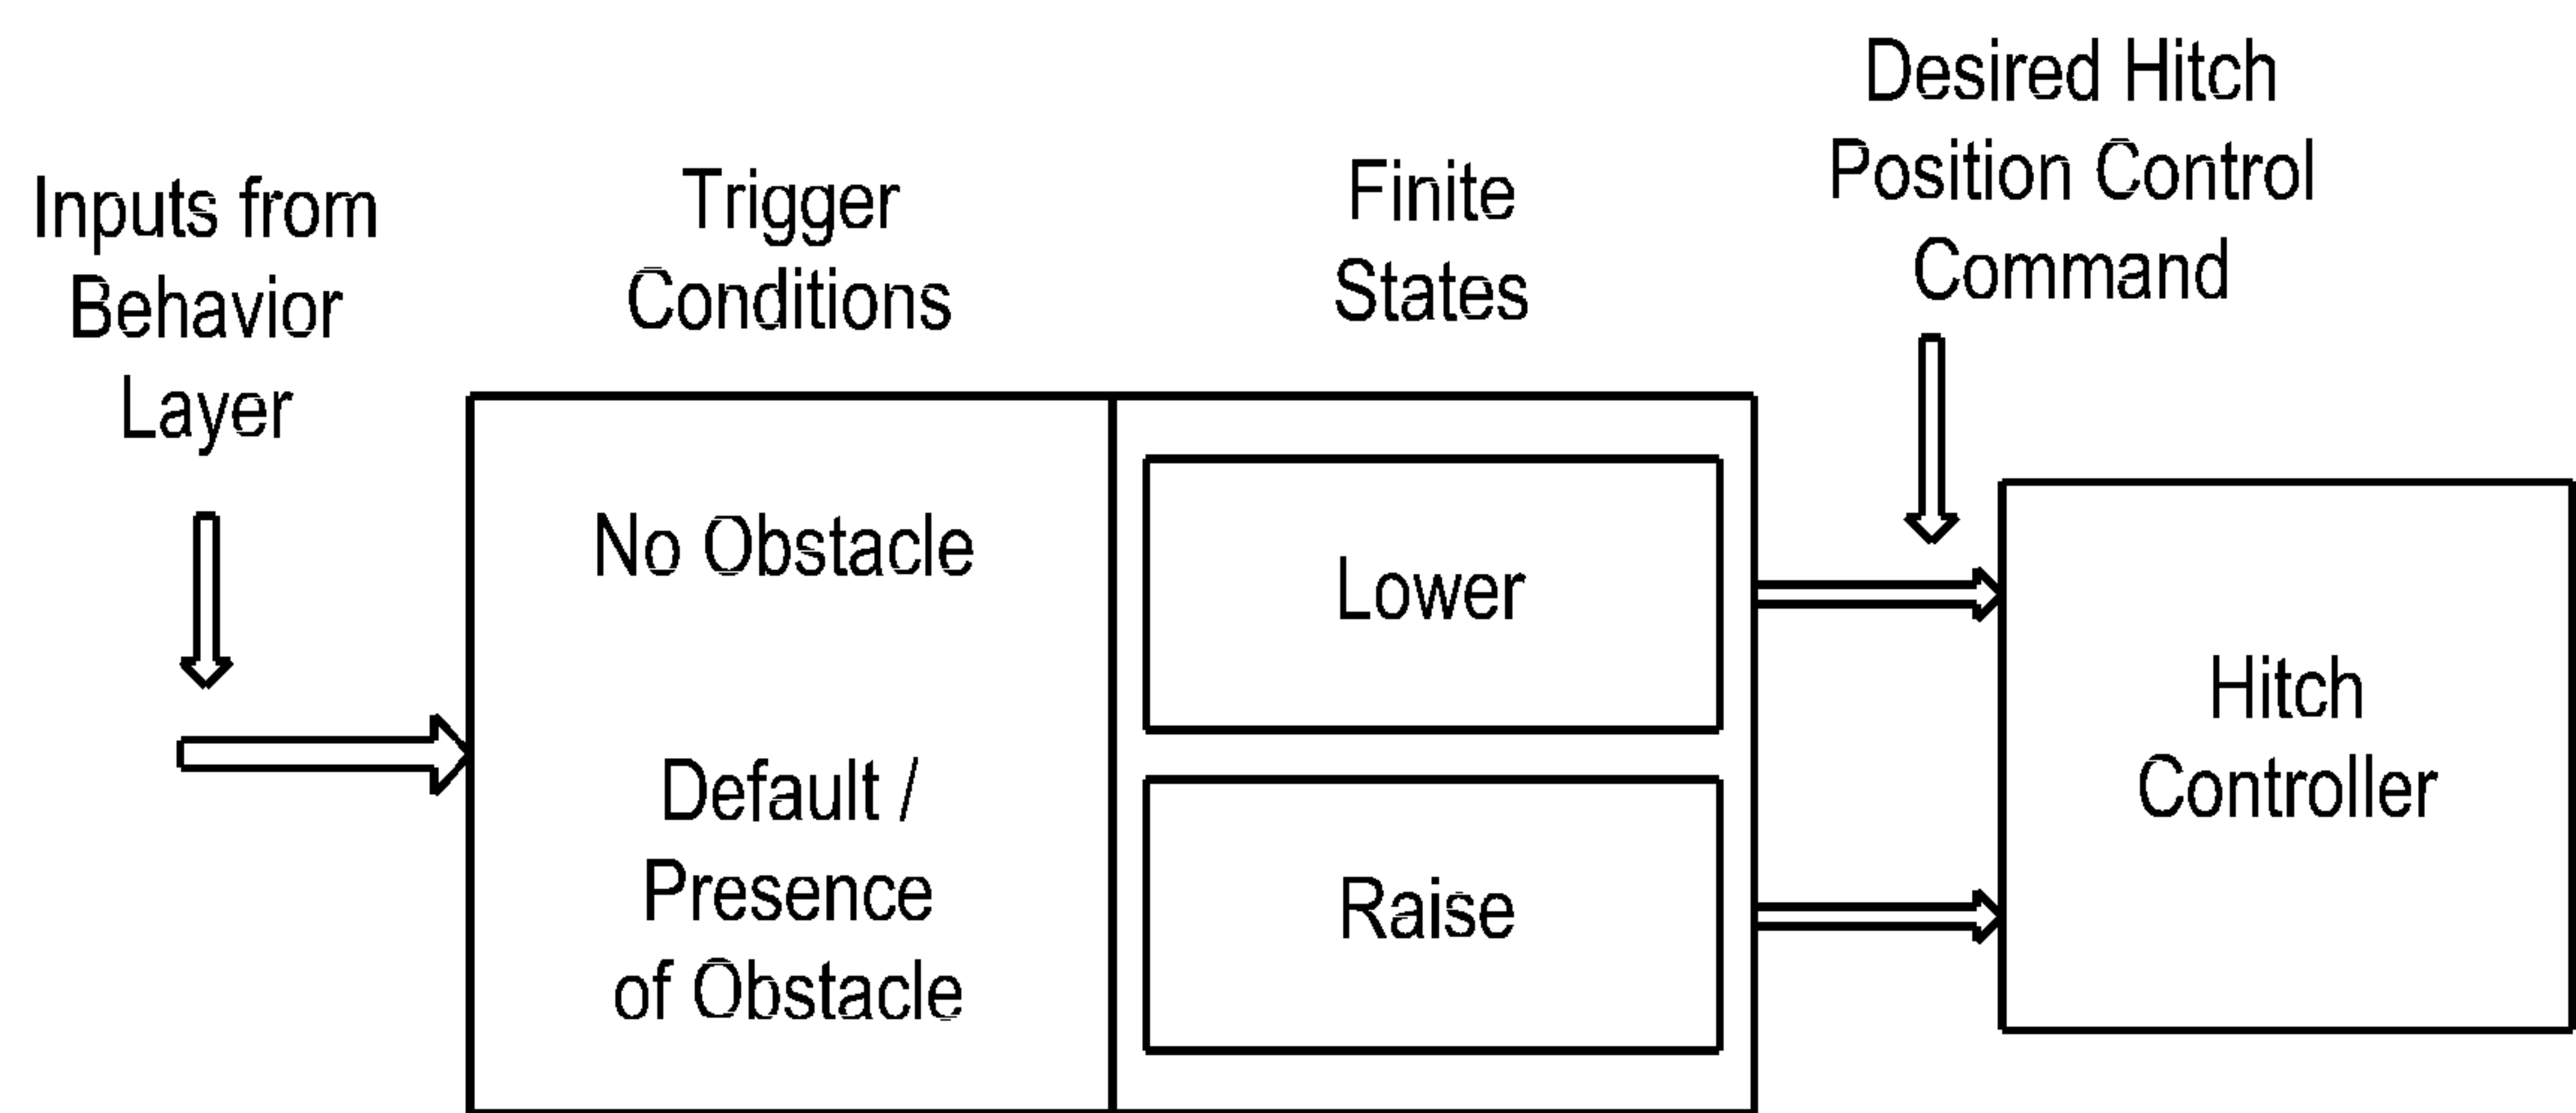 Inputs from
Behavior
Layer
Trigger
Conditions
Finite
States
Desired Hitch
Position Control
Command
No Obstacle
Default /
Presence
of Obstacle
Lower
Raise
Hitch
Controller